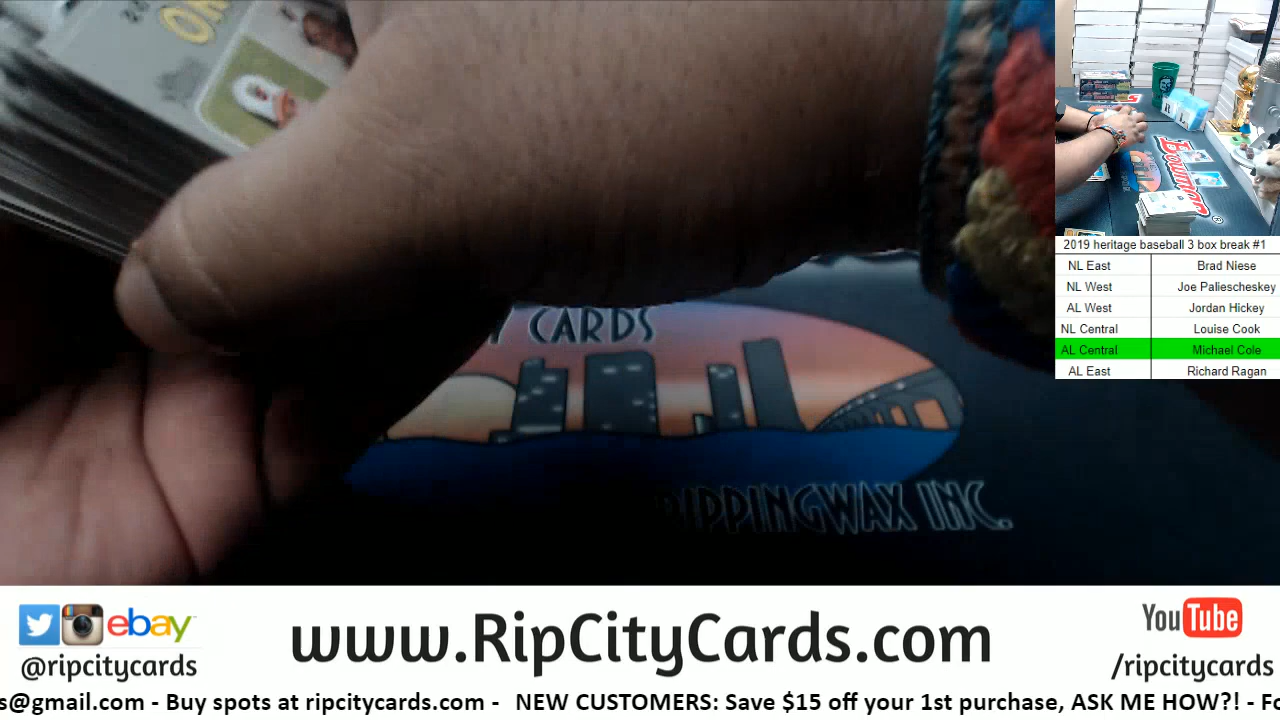 2019 heritage baseball 3 box break #1
NL East Brad Niese
NL West Joe Paliescheskey
AL West Jordan Hickey
NL Central Louise Cook
AL Central Michael Cole
AL East Richard Ragan
Bowman
CARDS
RIPPINGWAX INC.
ebay
@ripcitycards
www.RipCityCards.com
YouTube
/ripcitycards
s@gmail.com - Buy spots at ripcitycards.com - NEW CUSTOMERS: Save $15 off your 1st purchase, ASK ME HOW?! - Fo